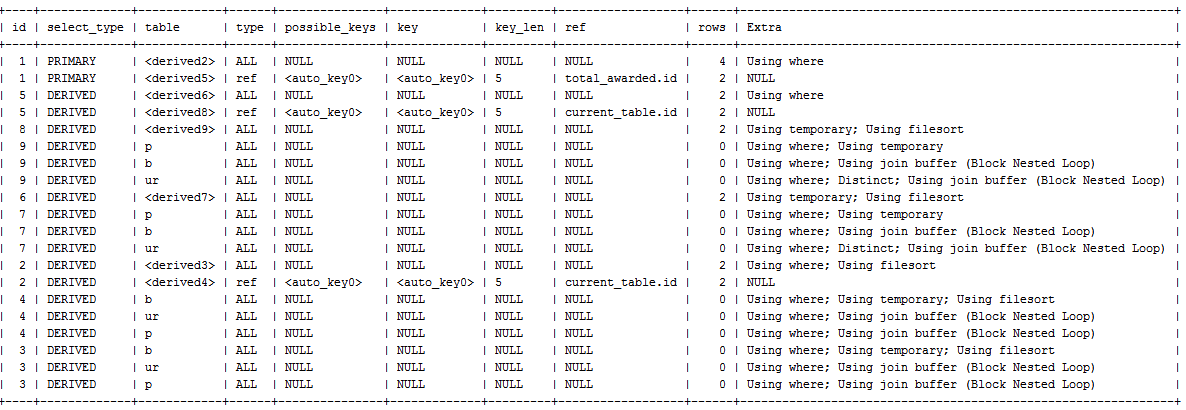 +----+-------------+------------+------+---------------+-------------+---------+------------------+------+----------------------------------------------------------------+
| id | select_type | table | type | possible_keys | key | key_len | ref | rows | Extra |
+----+-------------+------------+------+---------------+-------------+---------+------------------+------+----------------------------------------------------------------+
| 1 | PRIMARY | <derived2> | ALL | NULL | NULL | NULL | NULL | 4 | Using where |
| 1 | PRIMARY | <derived5> | ref | <auto_key0> | <auto_key0> | 5 | total_awarded.id | 2 | NULL |
| 5 | DERIVED | <derived6> | ALL | NULL | NULL | NULL | NULL | 2 | Using where |
| 5 | DERIVED | <derived8> | ref | <auto_key0> | <auto_key0> | 5 | current_table.id | 2 | NULL |
| 8 | DERIVED | <derived9> | ALL | NULL | NULL | NULL | NULL | 2 | Using temporary; Using filesort |
| 9 | DERIVED | p | ALL | NULL | NULL | NULL | NULL | 0 | Using where; Using temporary |
| 9 | DERIVED | b | ALL | NULL | NULL | NULL | NULL | 0 | Using where; Using join buffer (Block Nested Loop) |
| 9 | DERIVED | ur | ALL | NULL | NULL | NULL | NULL | 0 | Using where; Distinct; Using join buffer (Block Nested Loop) |
| 6 | DERIVED | <derived7> | ALL | NULL | NULL | NULL | NULL | 2 | Using temporary; Using filesort |
| 7 | DERIVED | p | ALL | NULL | NULL | NULL | NULL | 0 | Using where; Using temporary |
| 7 | DERIVED | b | ALL | NULL | NULL | NULL | NULL | 0 | Using where; Using join buffer (Block Nested Loop) |
| 7 | DERIVED | ur | ALL | NULL | NULL | NULL | NULL | 0 | Using where; Distinct; Using join buffer (Block Nested Loop) |
| 2 | DERIVED | <derived3> | ALL | NULL | NULL | NULL | NULL | 2 | Using where; Using filesort |
| 2 | DERIVED | <derived4> | ref | <auto_key0> | <auto_key0> | 5 | current_table.id | 2 | NULL |
| 4 | DERIVED | b | ALL | NULL | NULL | NULL | NULL | 0 | Using where; Using temporary; Using filesort |
| 4 | DERIVED | ur | ALL | NULL | NULL | NULL | NULL | 0 | Using where; Using join buffer (Block Nested Loop) |
| 4 | DERIVED | p | ALL | NULL | NULL | NULL | NULL | 0 | Using where; Using join buffer (Block Nested Loop) |
| 3 | DERIVED | b | ALL | NULL | NULL | NULL | NULL | 0 | Using where; Using temporary; Using filesort |
| 3 | DERIVED | ur | ALL | NULL | NULL | NULL | NULL | 0 | Using where; Using join buffer (Block Nested Loop) |
| 3 | DERIVED | p | ALL | NULL | NULL | NULL | NULL | 0 | Using where; Using join buffer (Block Nested Loop) |
+----+-------------+------------+------+---------------+-------------+---------+------------------+------+----------------------------------------------------------------+